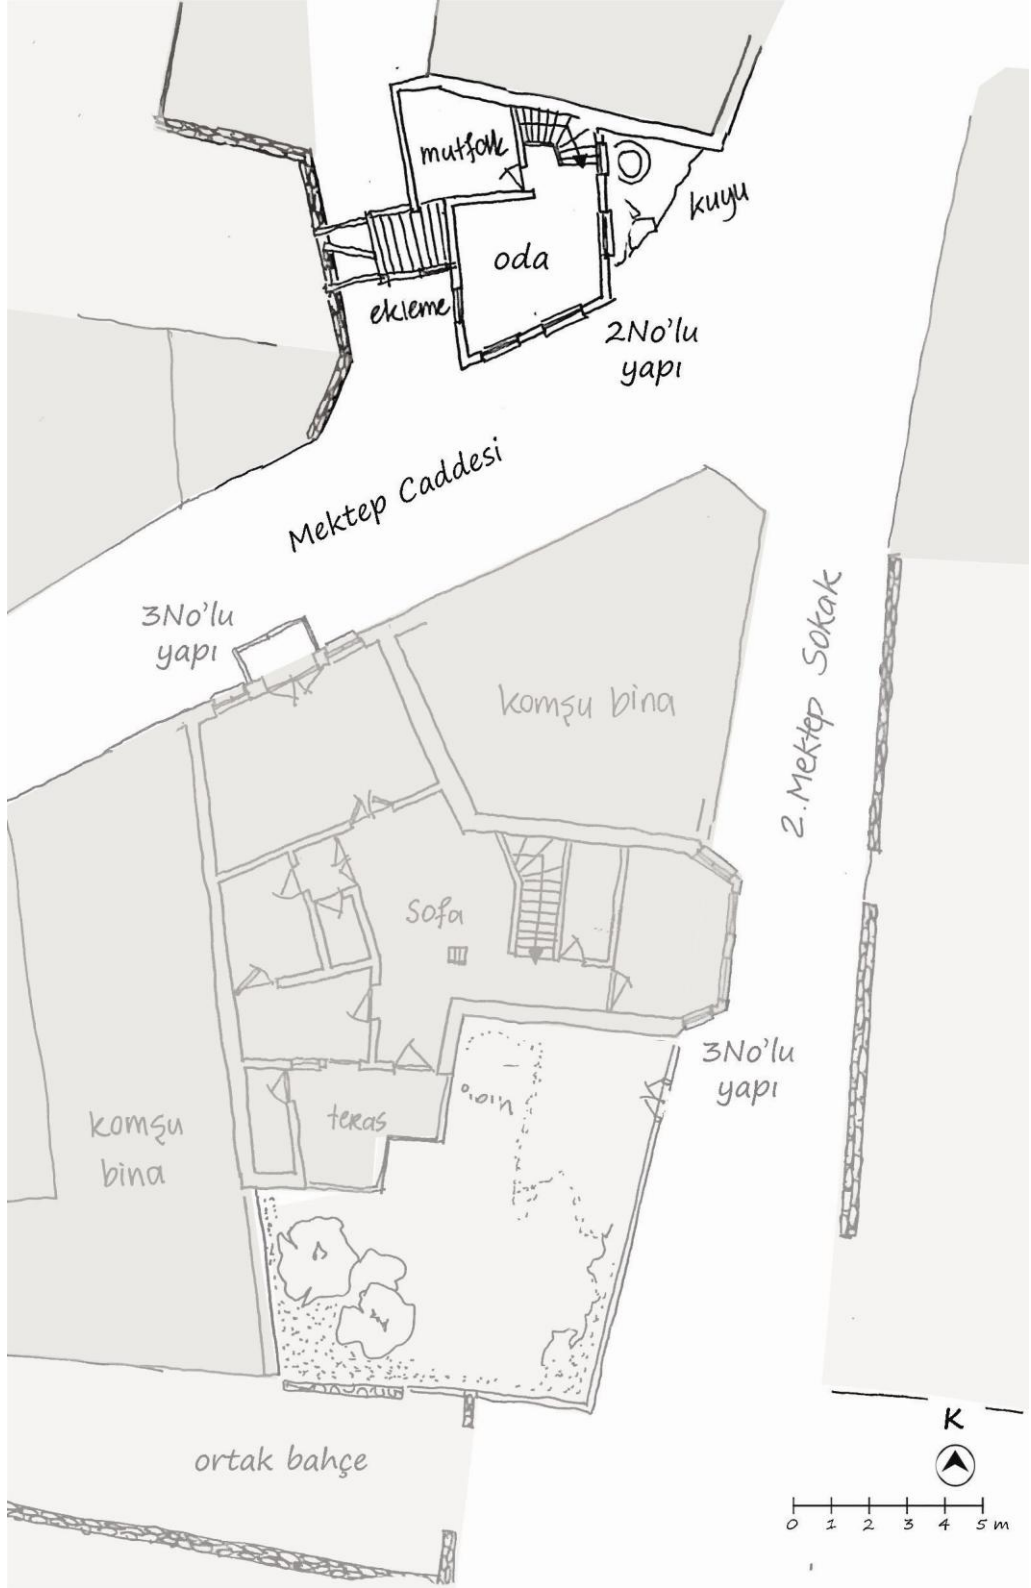 mutfak
kuyu
oda
ekleme
2No'lu
yapı
Mektep Caddesi
3No'lu
yapı
komşu bina
2. Mektep Sokak
sofa
3No'lu
yapı
teras
komşu
bina
ortak bahçe
K
0 1 2 3 4 5 m